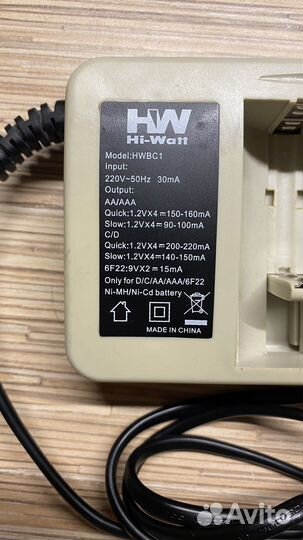 HW
Hi-Watt
Model:HWBC1
Input:
220V~50Hz 30mA
Output:
AA/AAA
Quick:1.2VX4⎓150-160mA
Slow:1.2VX4⎓90-100mA
C/D
Quick:1.2VX4⎓200-220mA
Slow:1.2VX4⎓140-150mA
6F22:9VX2⎓15mA
Only for D/C/AA/AAA/6F22
Ni-MH/Ni-Cd battery
MADE IN CHINA
Avito